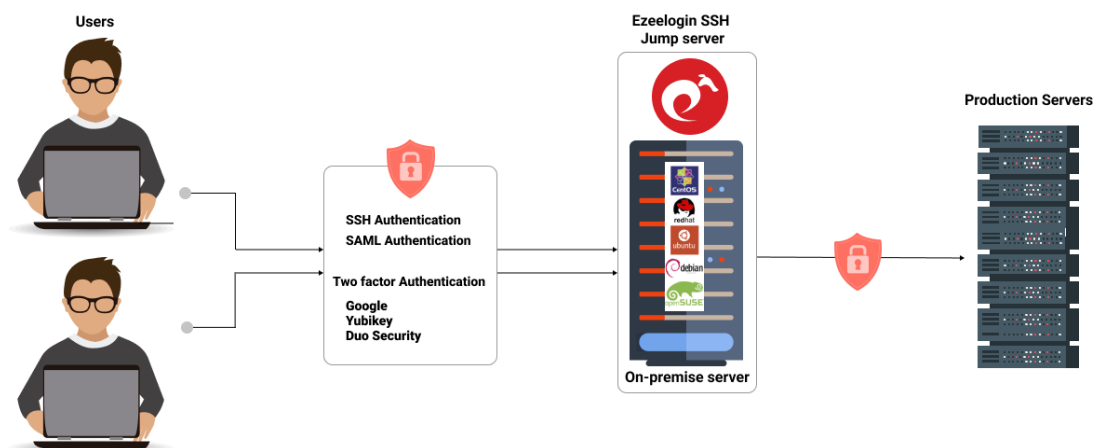 Users
Ezeelogin SSH
Jump server
Production Servers
SSH Authentication
SAML Authentication
Two factor Authentication
Google
Yubikey
Duo Security
CentOS
redhat
ubuntu
debian
openSUSE
On-premise server